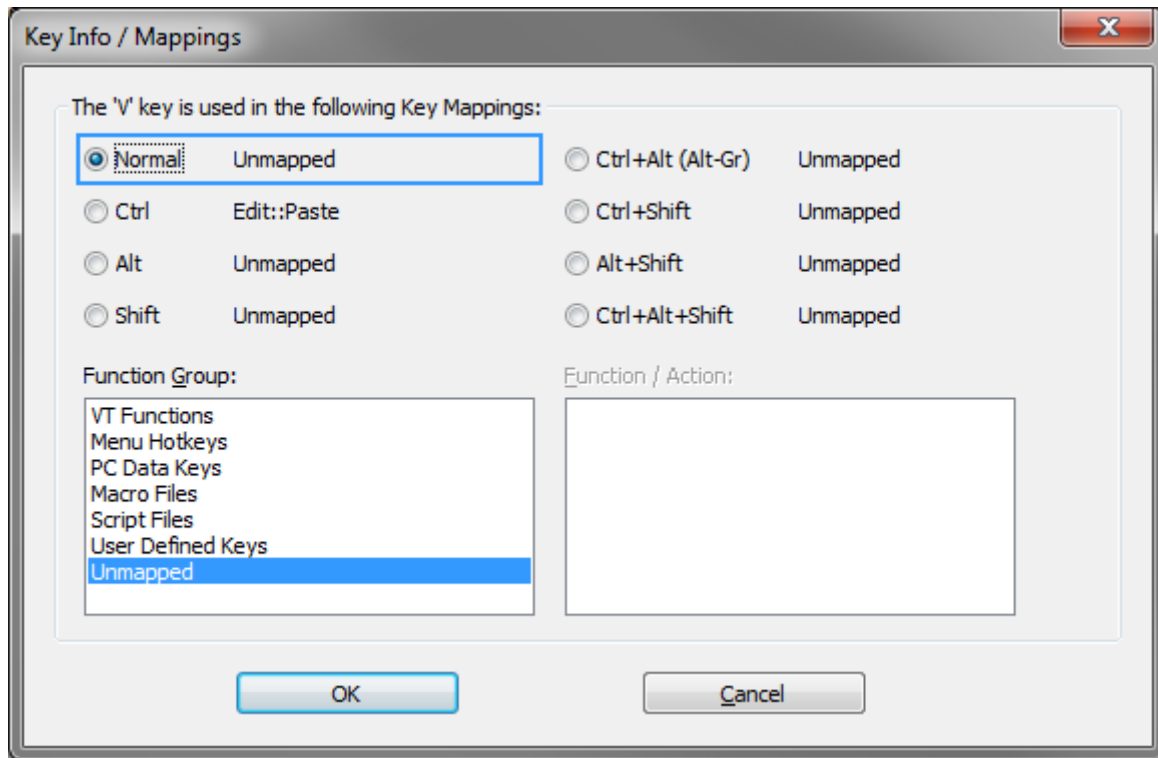 Key Info / Mappings
The 'V' key is used in the following Key Mappings:
Normal Unmapped Ctrl+Alt (Alt-Gr) Unmapped
Ctrl Edit::Paste Ctrl+Shift Unmapped
Alt Unmapped Alt+Shift Unmapped
Shift Unmapped Ctrl+Alt+Shift Unmapped
Function Group: Function / Action:
VT Functions
Menu Hotkeys
PC Data Keys
Macro Files
Script Files
User Defined Keys
Unmapped
OK Cancel